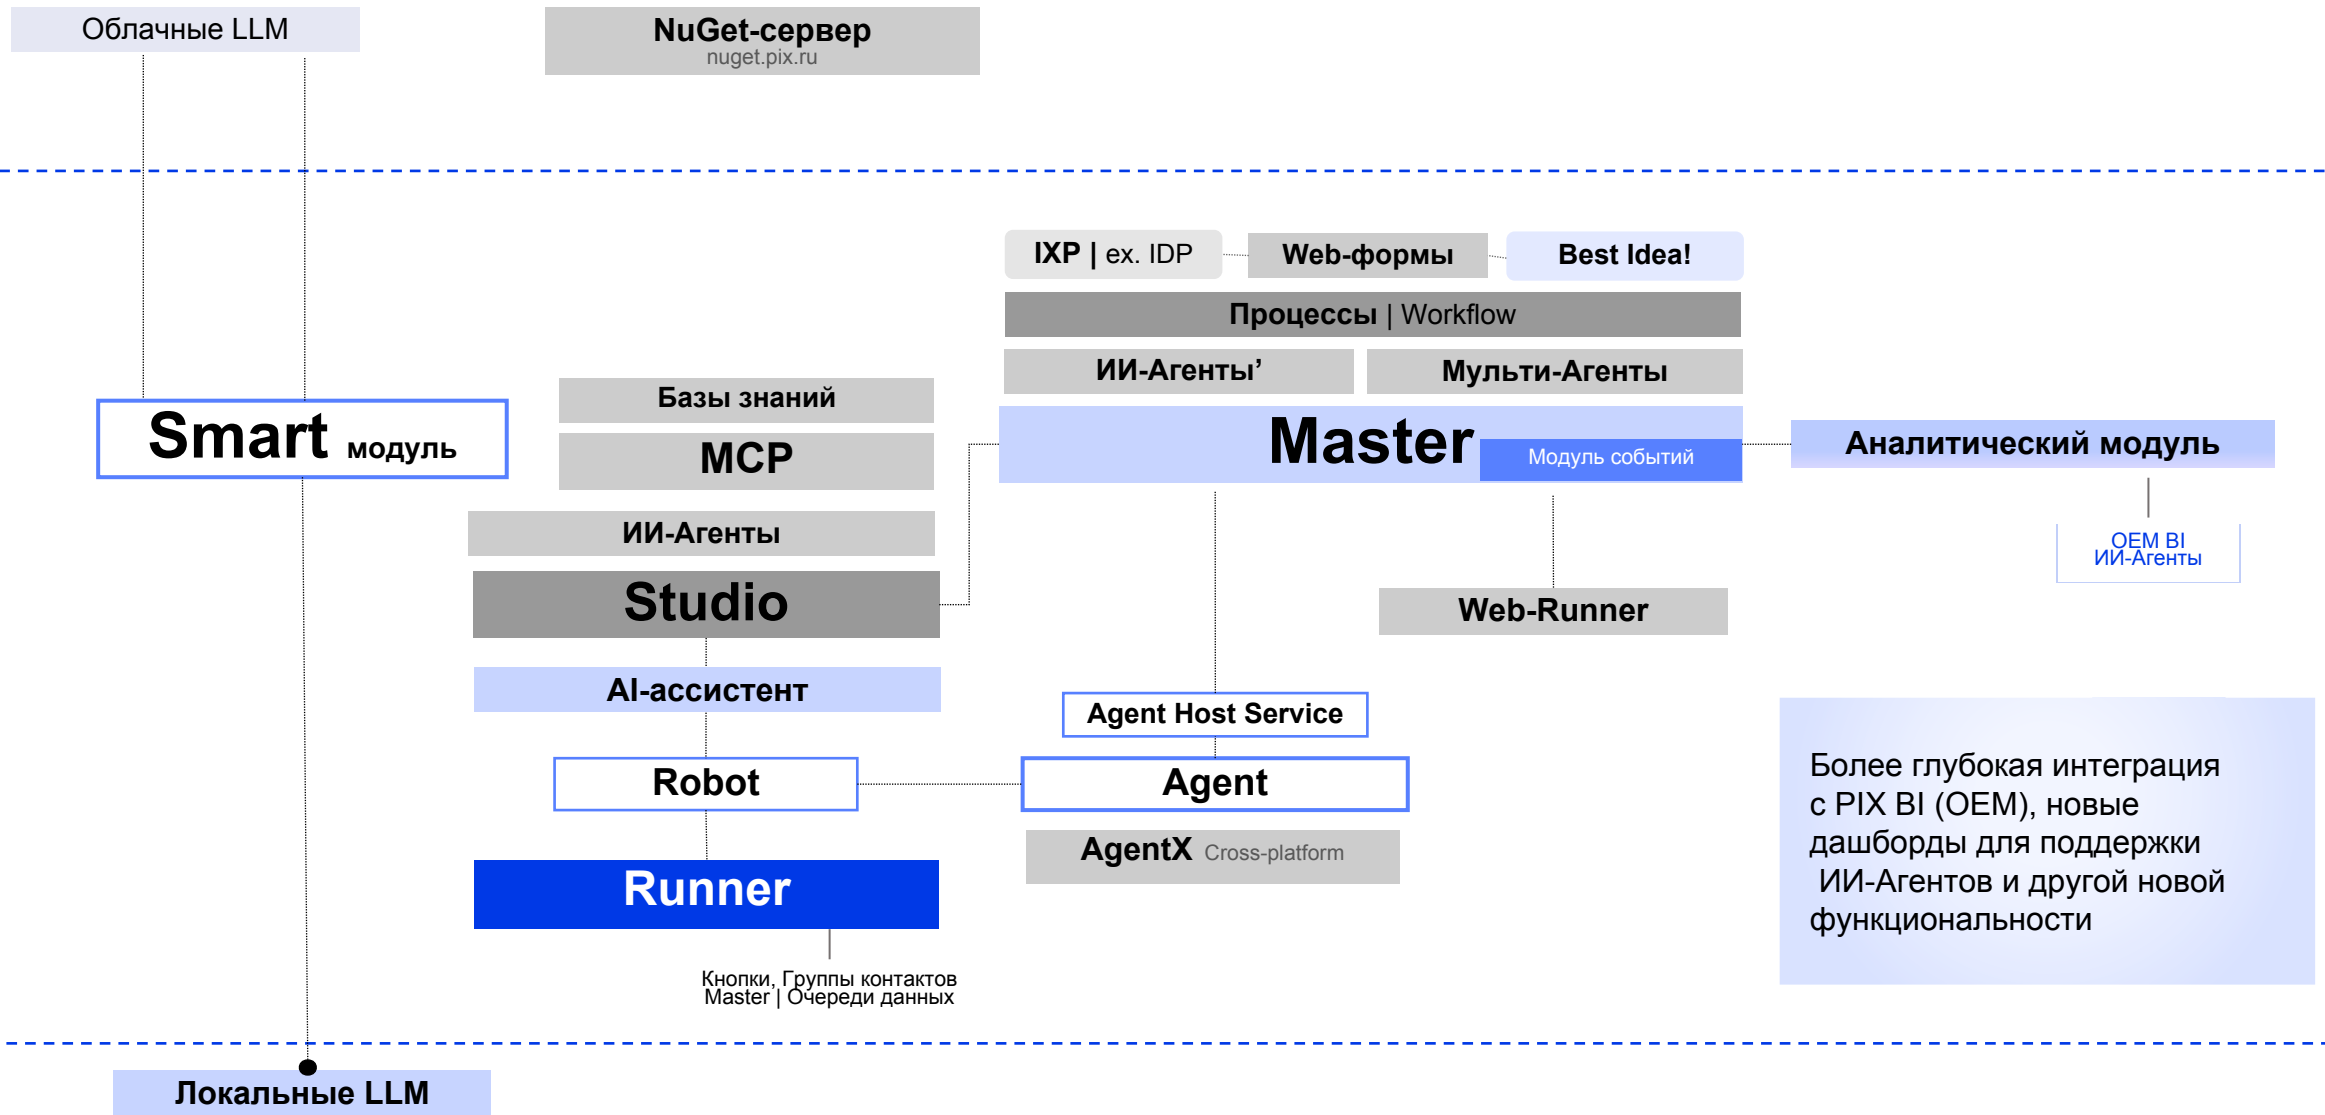 Облачные LLM
NuGet-сервер
nuget.pix.ru
IXP | ex. IDP
Web-формы
Best Idea!
Процессы | Workflow
ИИ-Агенты’
Мульти-Агенты
Базы знаний
Smart модуль
MCP
Master
Модуль событий
Аналитический модуль
OEM BI
ИИ-Агенты
ИИ-Агенты
Studio
Web-Runner
AI-ассистент
Agent Host Service
Robot
Agent
AgentX Cross-platform
Runner
Кнопки, Группы контактов
Master | Очереди данных
Более глубокая интеграция
с PIX BI (OEM), новые
дашборды для поддержки
ИИ-Агентов и другой новой
функциональности
Локальные LLM